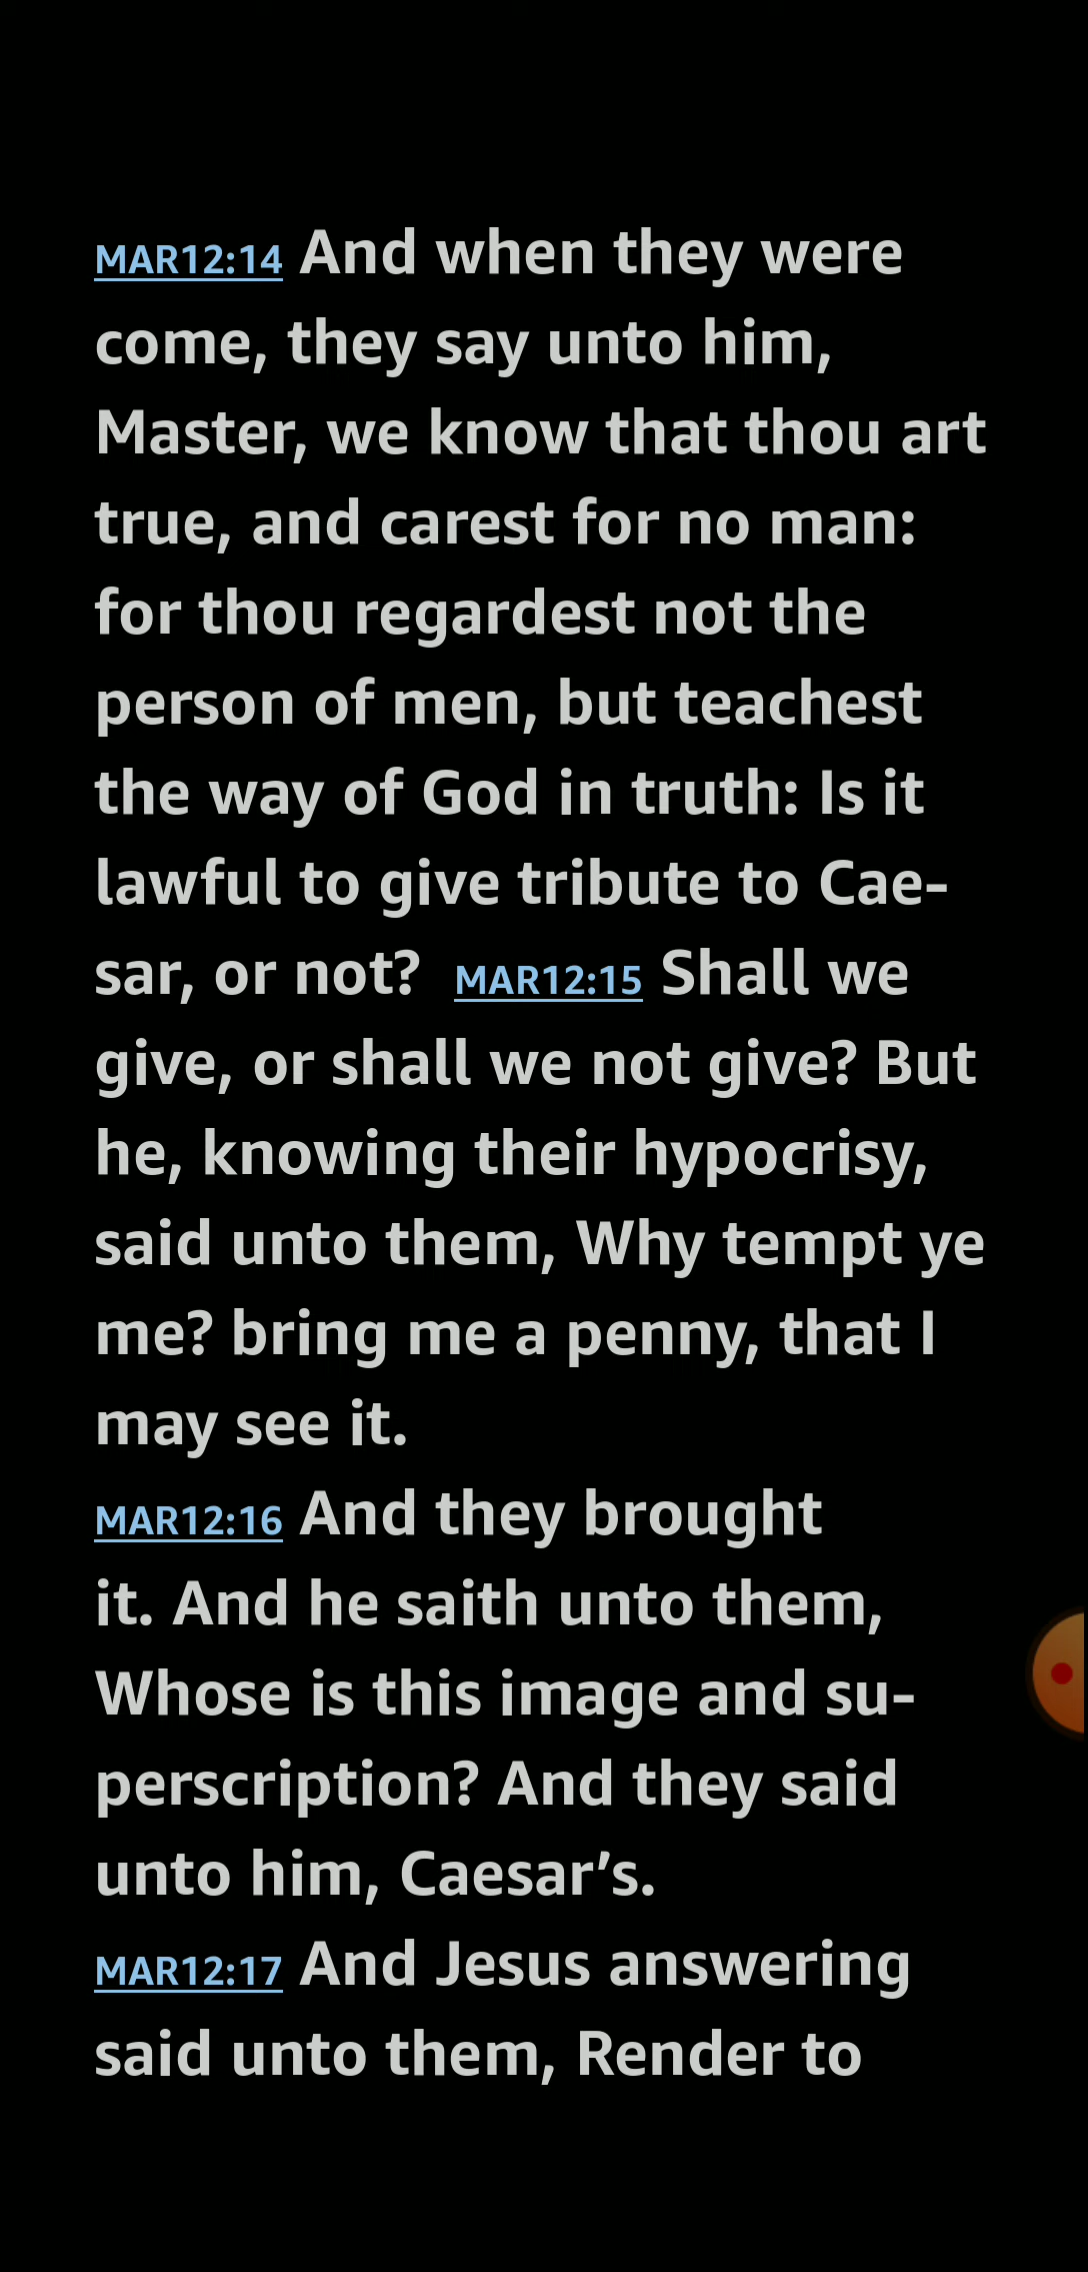 MAR12:14 And when they were
come, they say unto him,
Master, we know that thou art
true, and carest for no man:
for thou regardest not the
person of men, but teachest
the way of God in truth: Is it
lawful to give tribute to Cae-
sar, or not? MAR12:15 Shall we
give, or shall we not give? But
he, knowing their hypocrisy,
said unto them, Why tempt ye
me? bring me a penny, that I
may see it.
MAR12:16 And they brought
it. And he saith unto them,
Whose is this image and su-
perscription? And they said
unto him, Caesar’s.
MAR12:17 And Jesus answering
said unto them, Render to